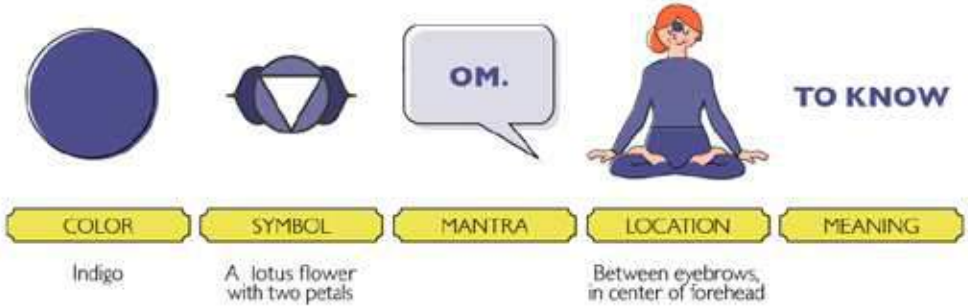 OM.
TO KNOW
COLOR
SYMBOL
MANTRA
LOCATION
MEANING
Indigo
A lotus flower
with two petals
Between eyebrows,
in center of forehead